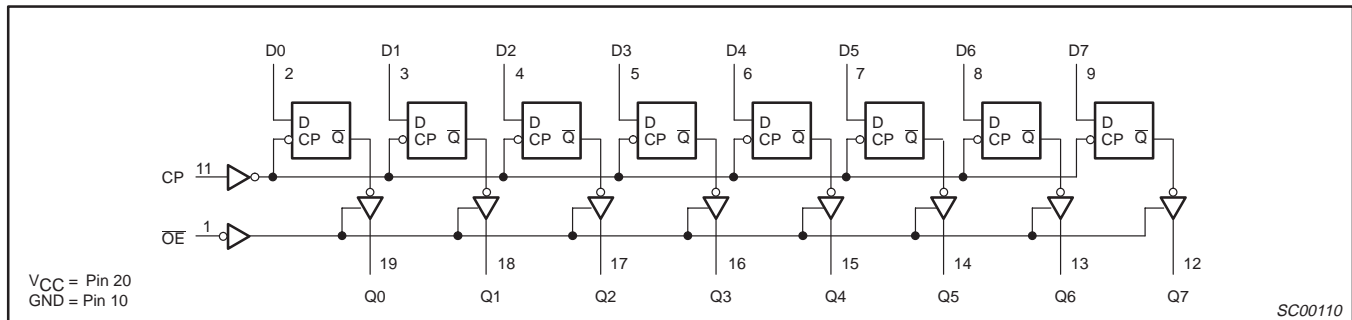 D0 D1 D2 D3 D4 D5 D6 D7
2 3 4 5 6 7 8 9
D D D D D D D D
CP Q̅ CP Q̅ CP Q̅ CP Q̅ CP Q̅ CP Q̅ CP Q̅ CP Q̅
CP 11
O̅E̅ 1
19 18 17 16 15 14 13 12
VCC = Pin 20
GND = Pin 10
Q0 Q1 Q2 Q3 Q4 Q5 Q6 Q7
SC00110